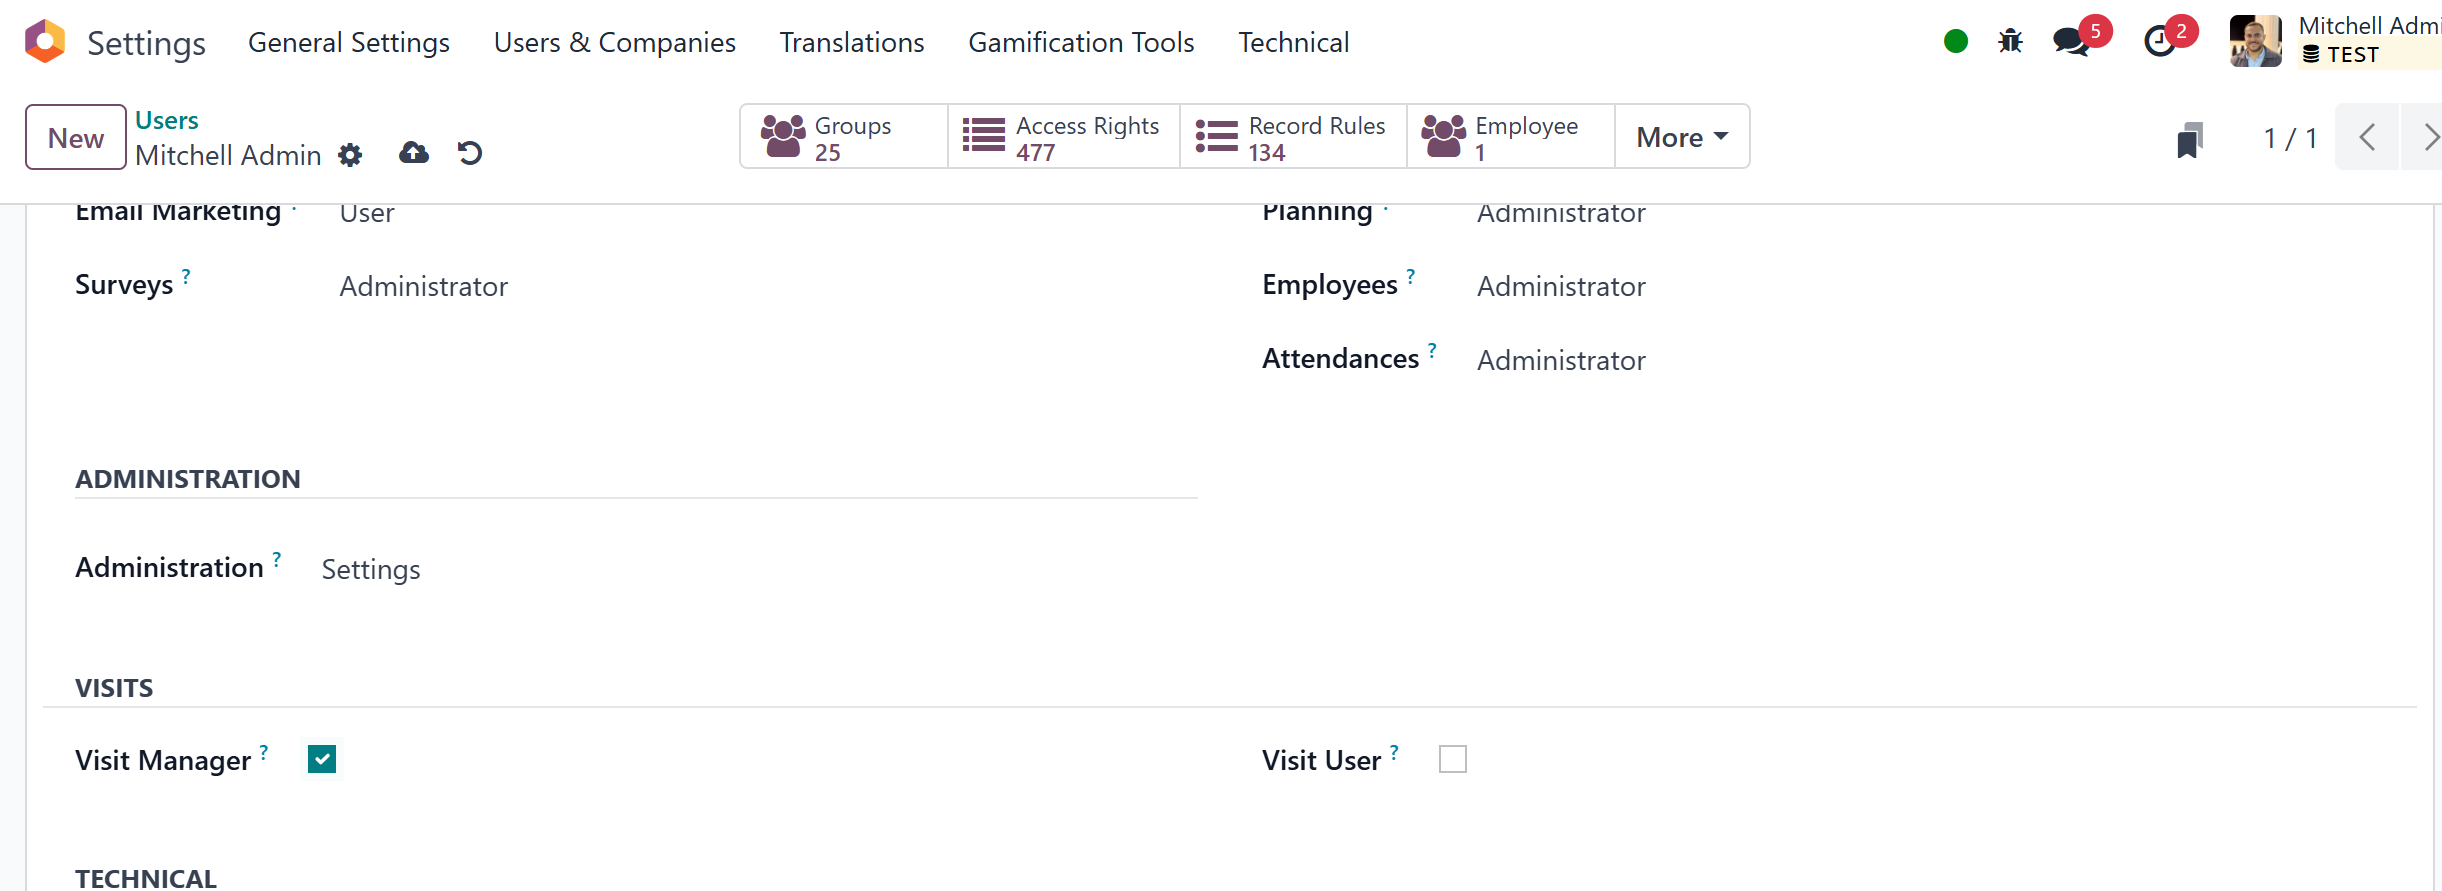 Settings General Settings Users & Companies Translations Gamification Tools Technical 5 2 Mitchell Admi
TEST
New Users Groups Access Rights Record Rules Employee More 1 / 1
Mitchell Admin 25 477 134 1
Email Marketing User Planning Administrator
Surveys ? Administrator Employees ? Administrator
Attendances ? Administrator
ADMINISTRATION
Administration ? Settings
VISITS
Visit Manager ? Visit User ?
TECHNICAL